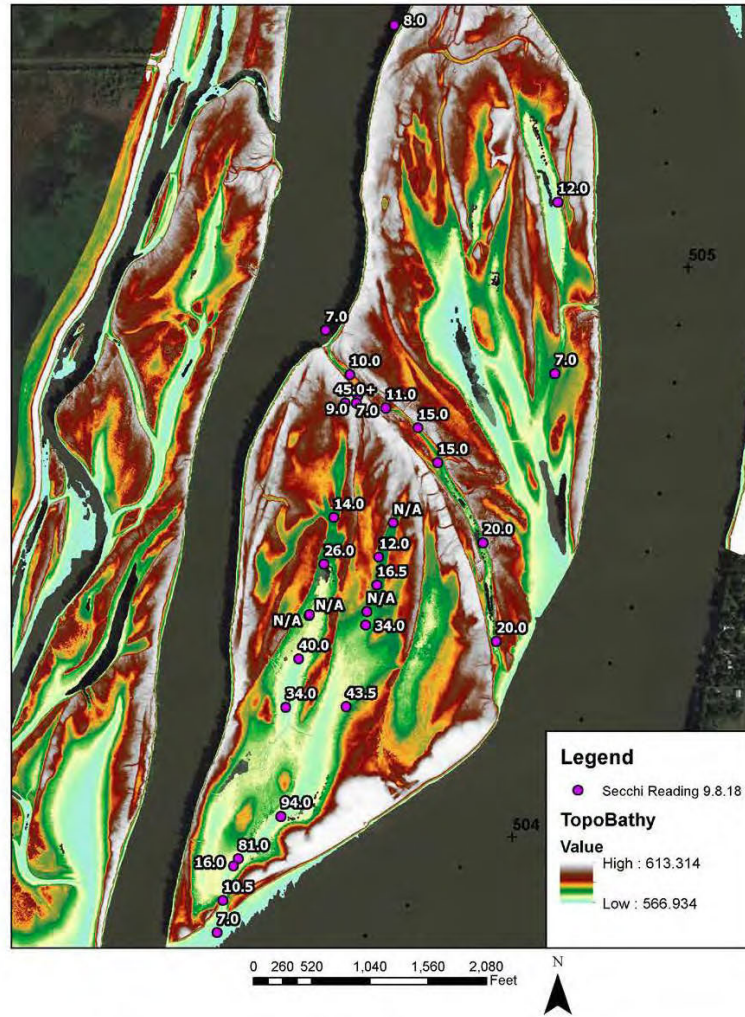 8.0
12.0
505
7.0
7.0
10.0
45.0+
9.0
7.0
11.0
15.0
15.0
14.0
N/A
26.0
12.0
20.0
16.5
N/A
N/A
N/A
34.0
20.0
40.0
34.0
43.5
94.0
504
81.0
16.0
10.5
7.0
Legend
Secchi Reading 9.8.18
TopoBathy
Value
High : 613.314
Low : 566.934
0 260 520 1,040 1,560 2,080
Feet
N